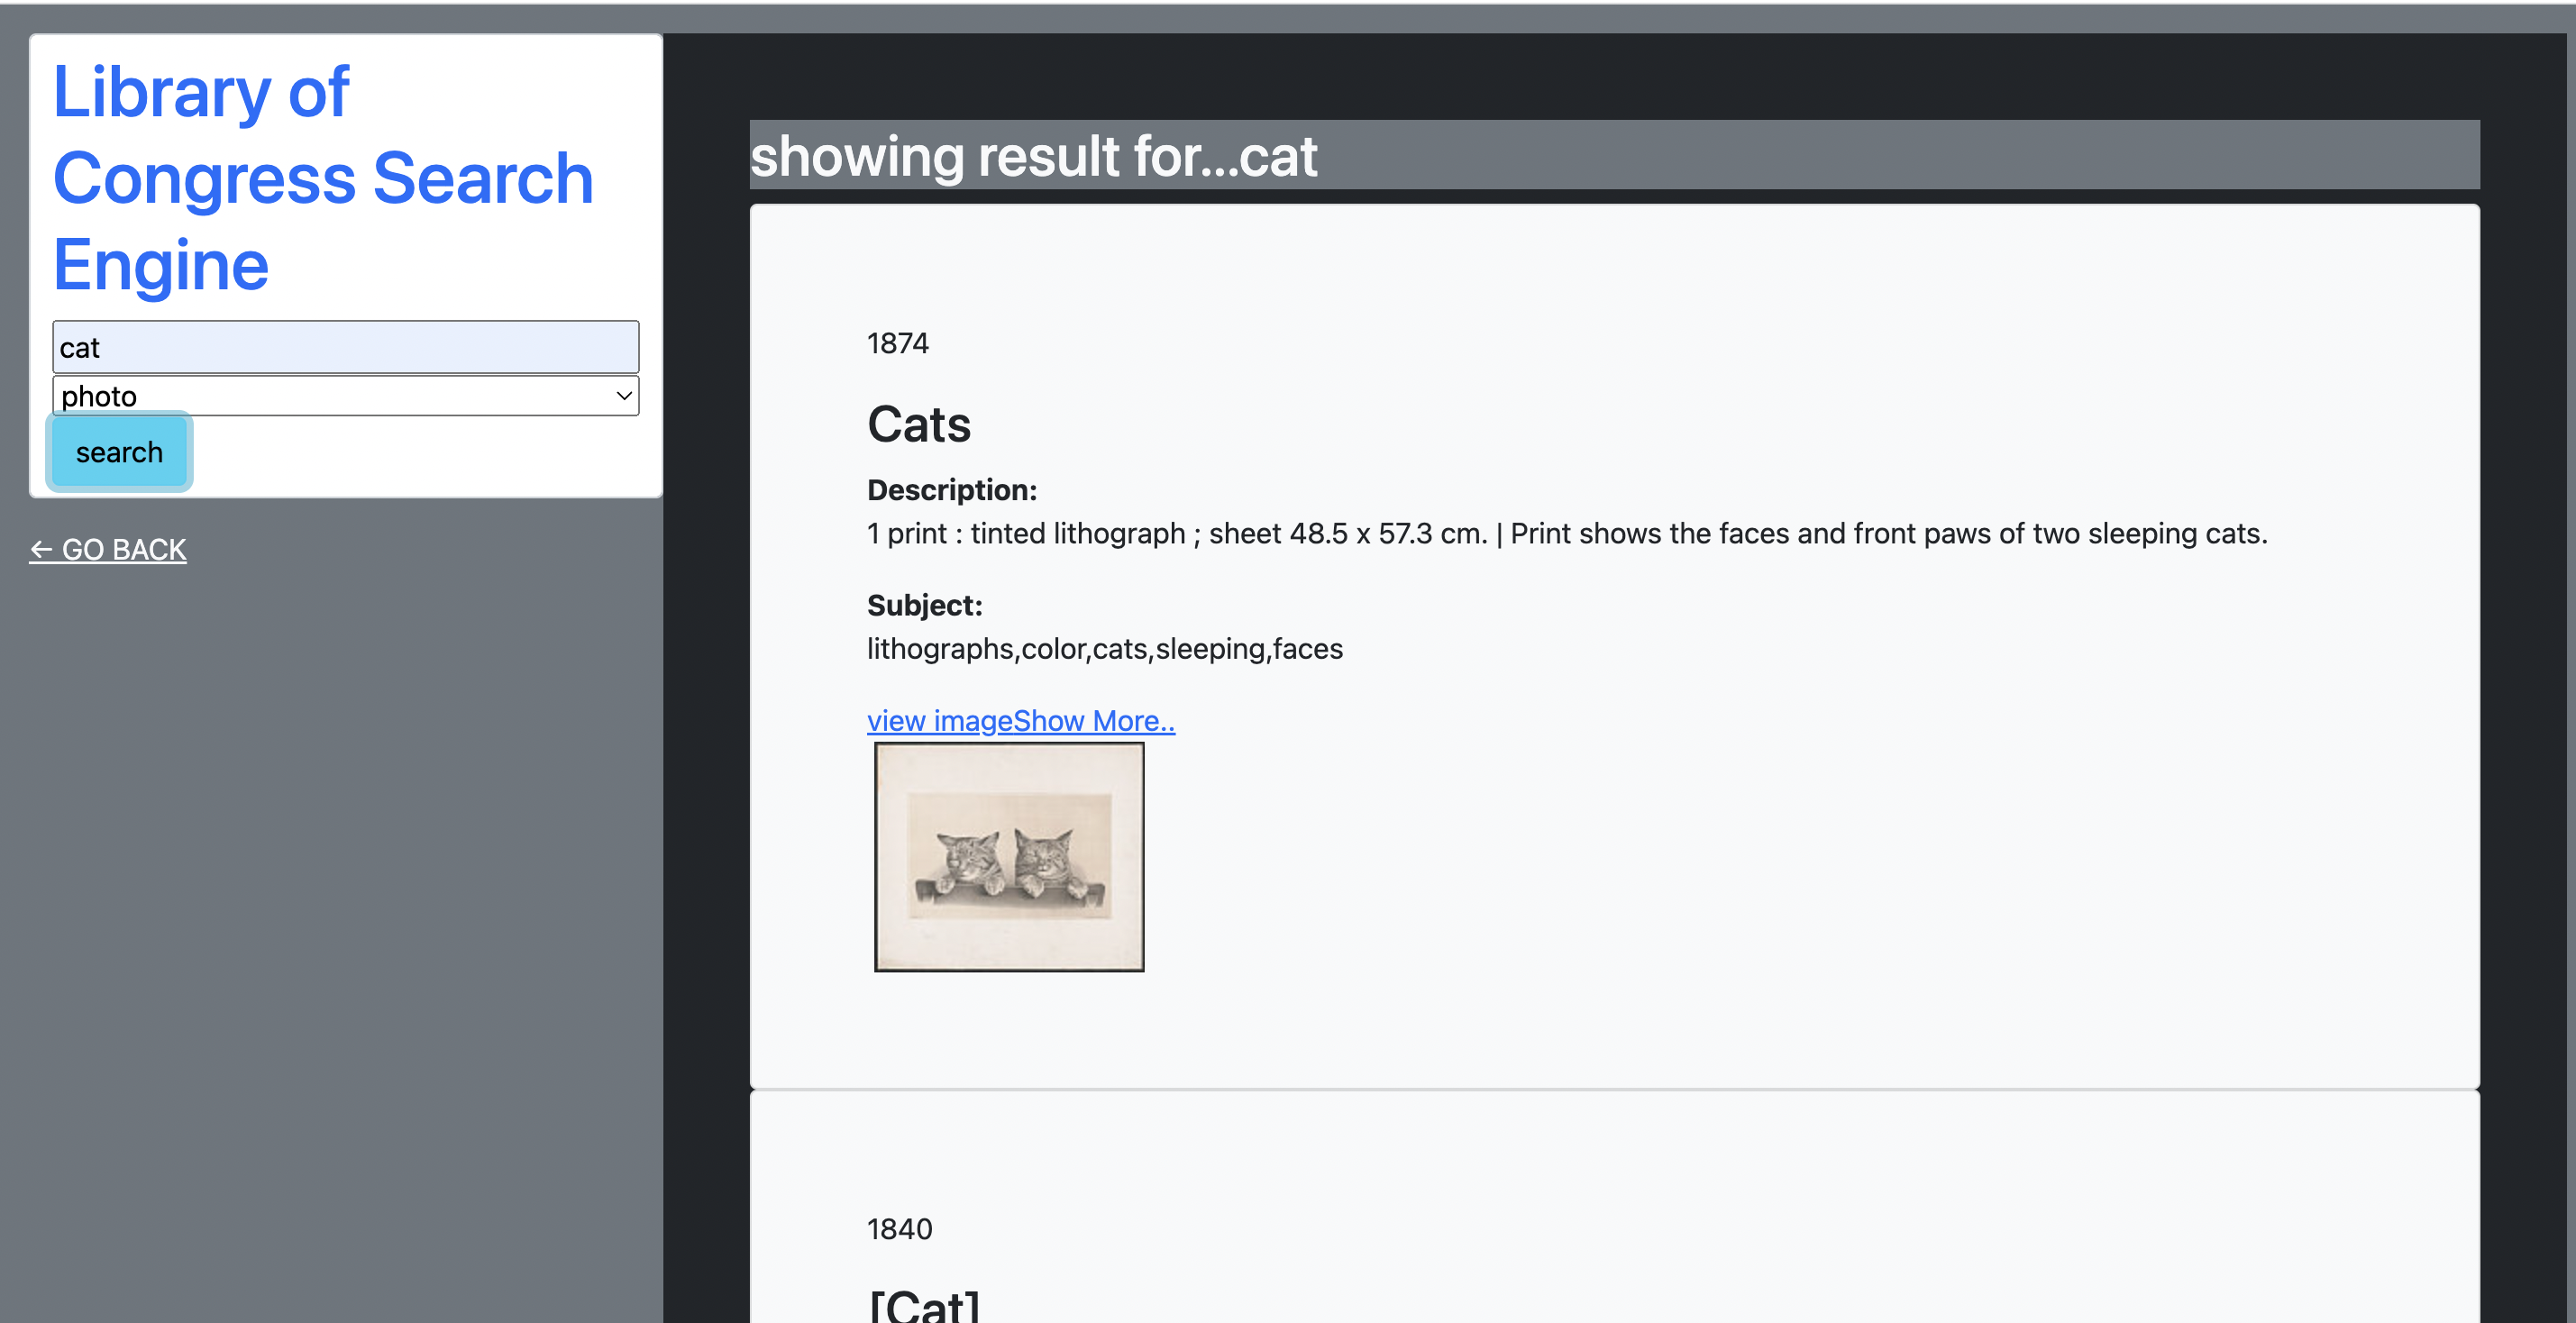 Library of
Congress Search
Engine
cat
photo
search
← GO BACK
showing result for...cat
1874
Cats
Description:
1 print : tinted lithograph ; sheet 48.5 x 57.3 cm. | Print shows the faces and front paws of two sleeping cats.
Subject:
lithographs,color,cats,sleeping,faces
view imageShow More..
1840
[Cat]